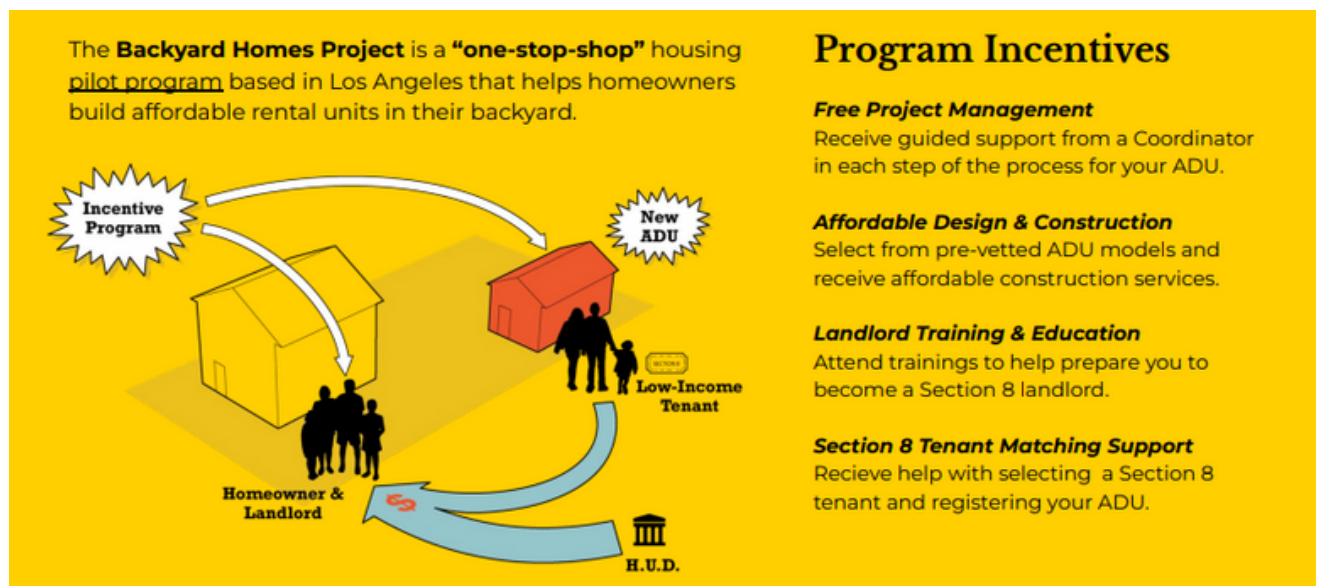 The Backyard Homes Project is a “one-stop-shop” housing
pilot program based in Los Angeles that helps homeowners
build affordable rental units in their backyard.
Incentive
Program
New
ADU
SECTION 8
Low-Income
Tenant
Homeowner &
Landlord
$
H.U.D.
Program Incentives
Free Project Management
Receive guided support from a Coordinator
in each step of the process for your ADU.
Affordable Design & Construction
Select from pre-vetted ADU models and
receive affordable construction services.
Landlord Training & Education
Attend trainings to help prepare you to
become a Section 8 landlord.
Section 8 Tenant Matching Support
Recieve help with selecting  a Section 8
tenant and registering your ADU.